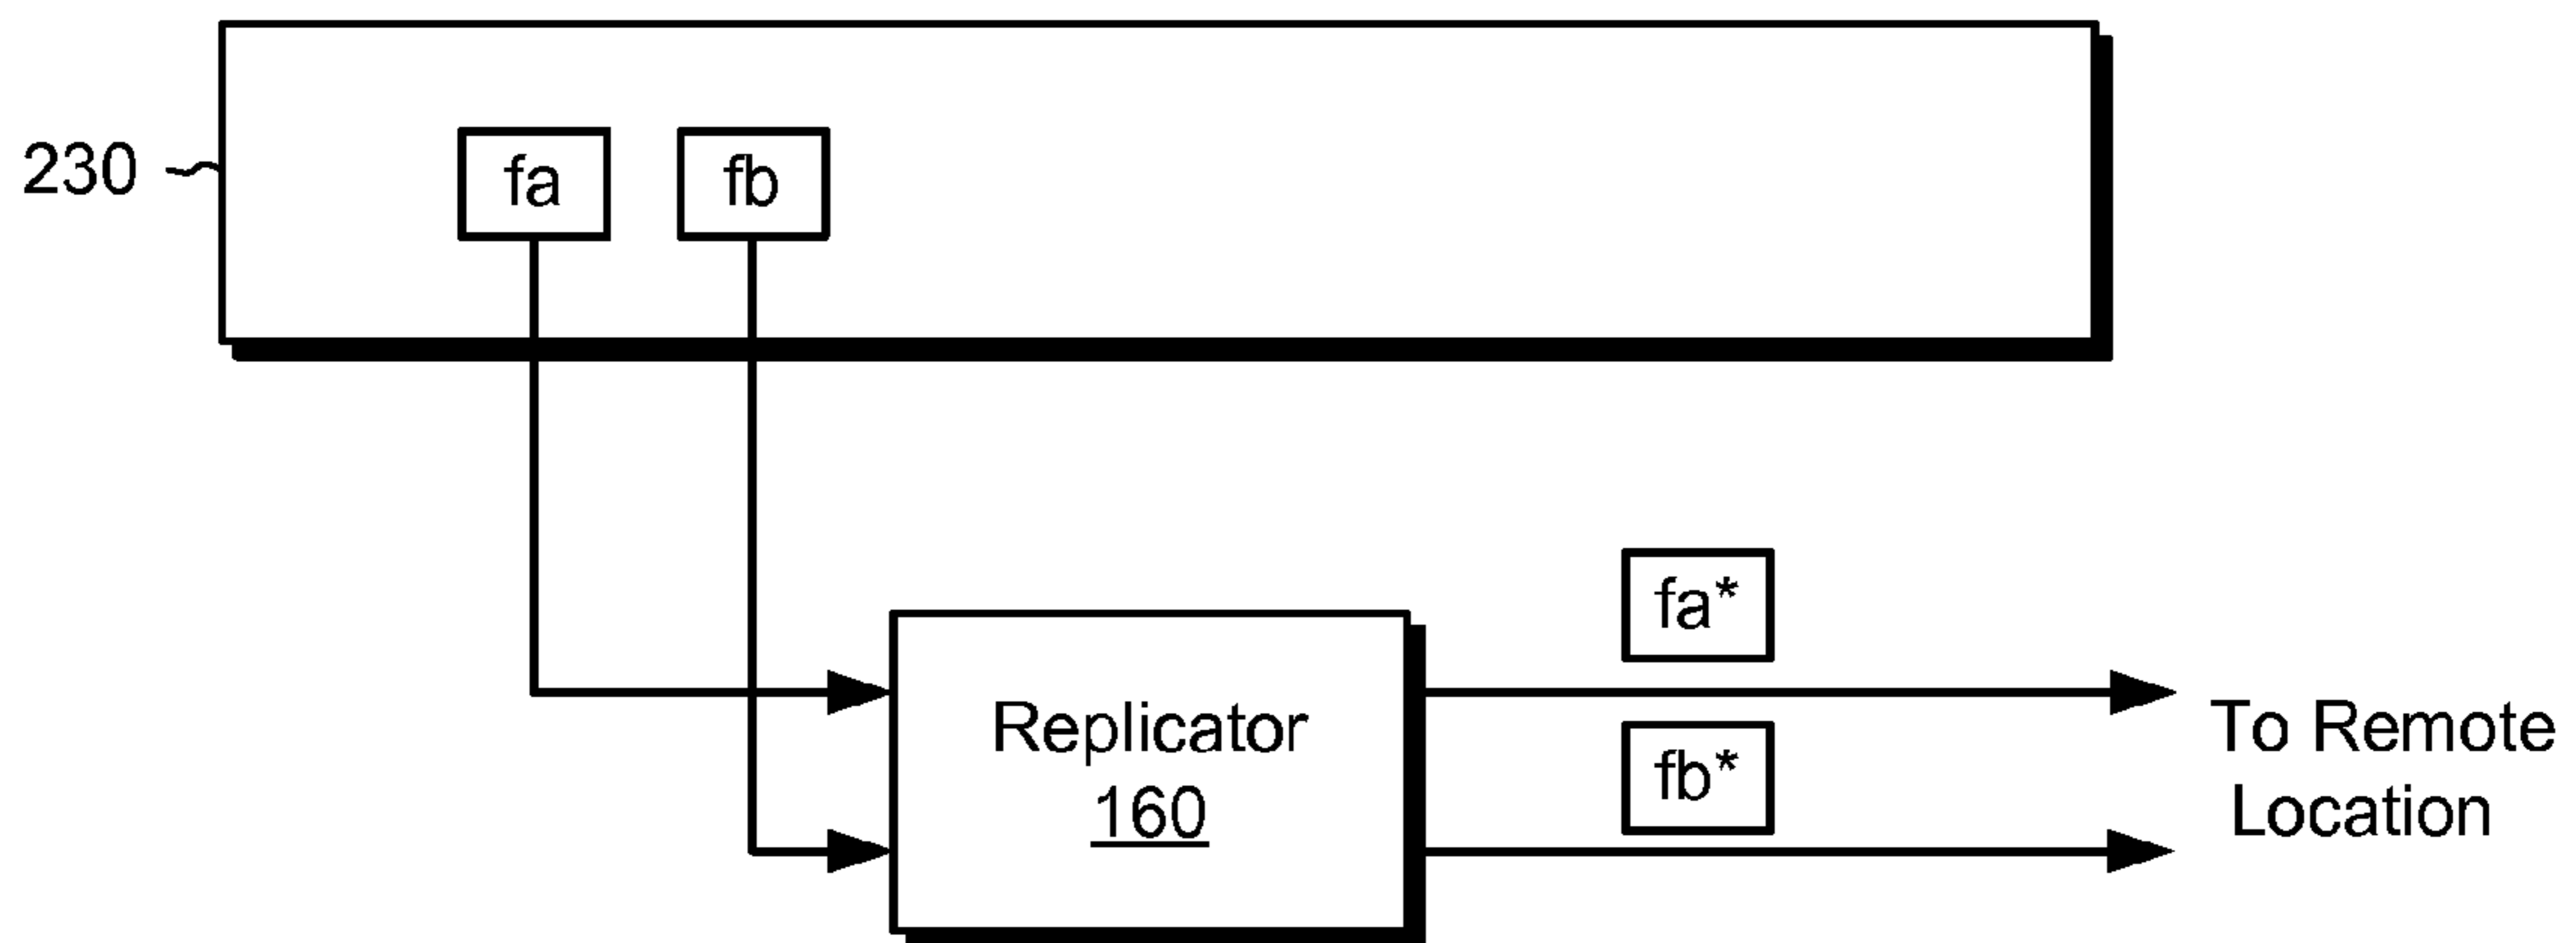 230
fa
fb
fa*
Replicator
160
fb*
To Remote
Location